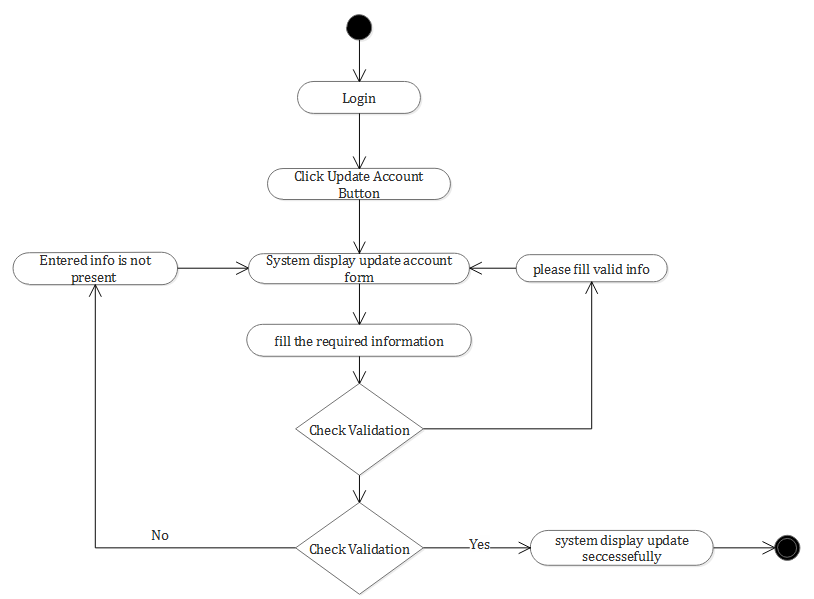 Login
Click Update Account
Button
Entered info is not
present
System display update account
form
please fill valid info
fill the required information
Check Validation
No
Check Validation
Yes
system display update
seccessefully